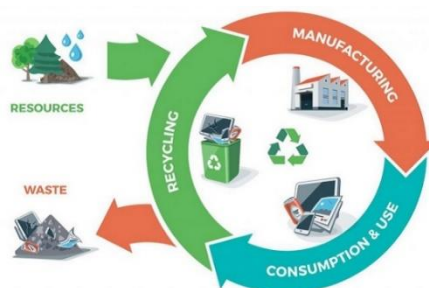 MANUFACTURING
RESOURCES
RECYCLING
WASTE
CONSUMPTION & USE